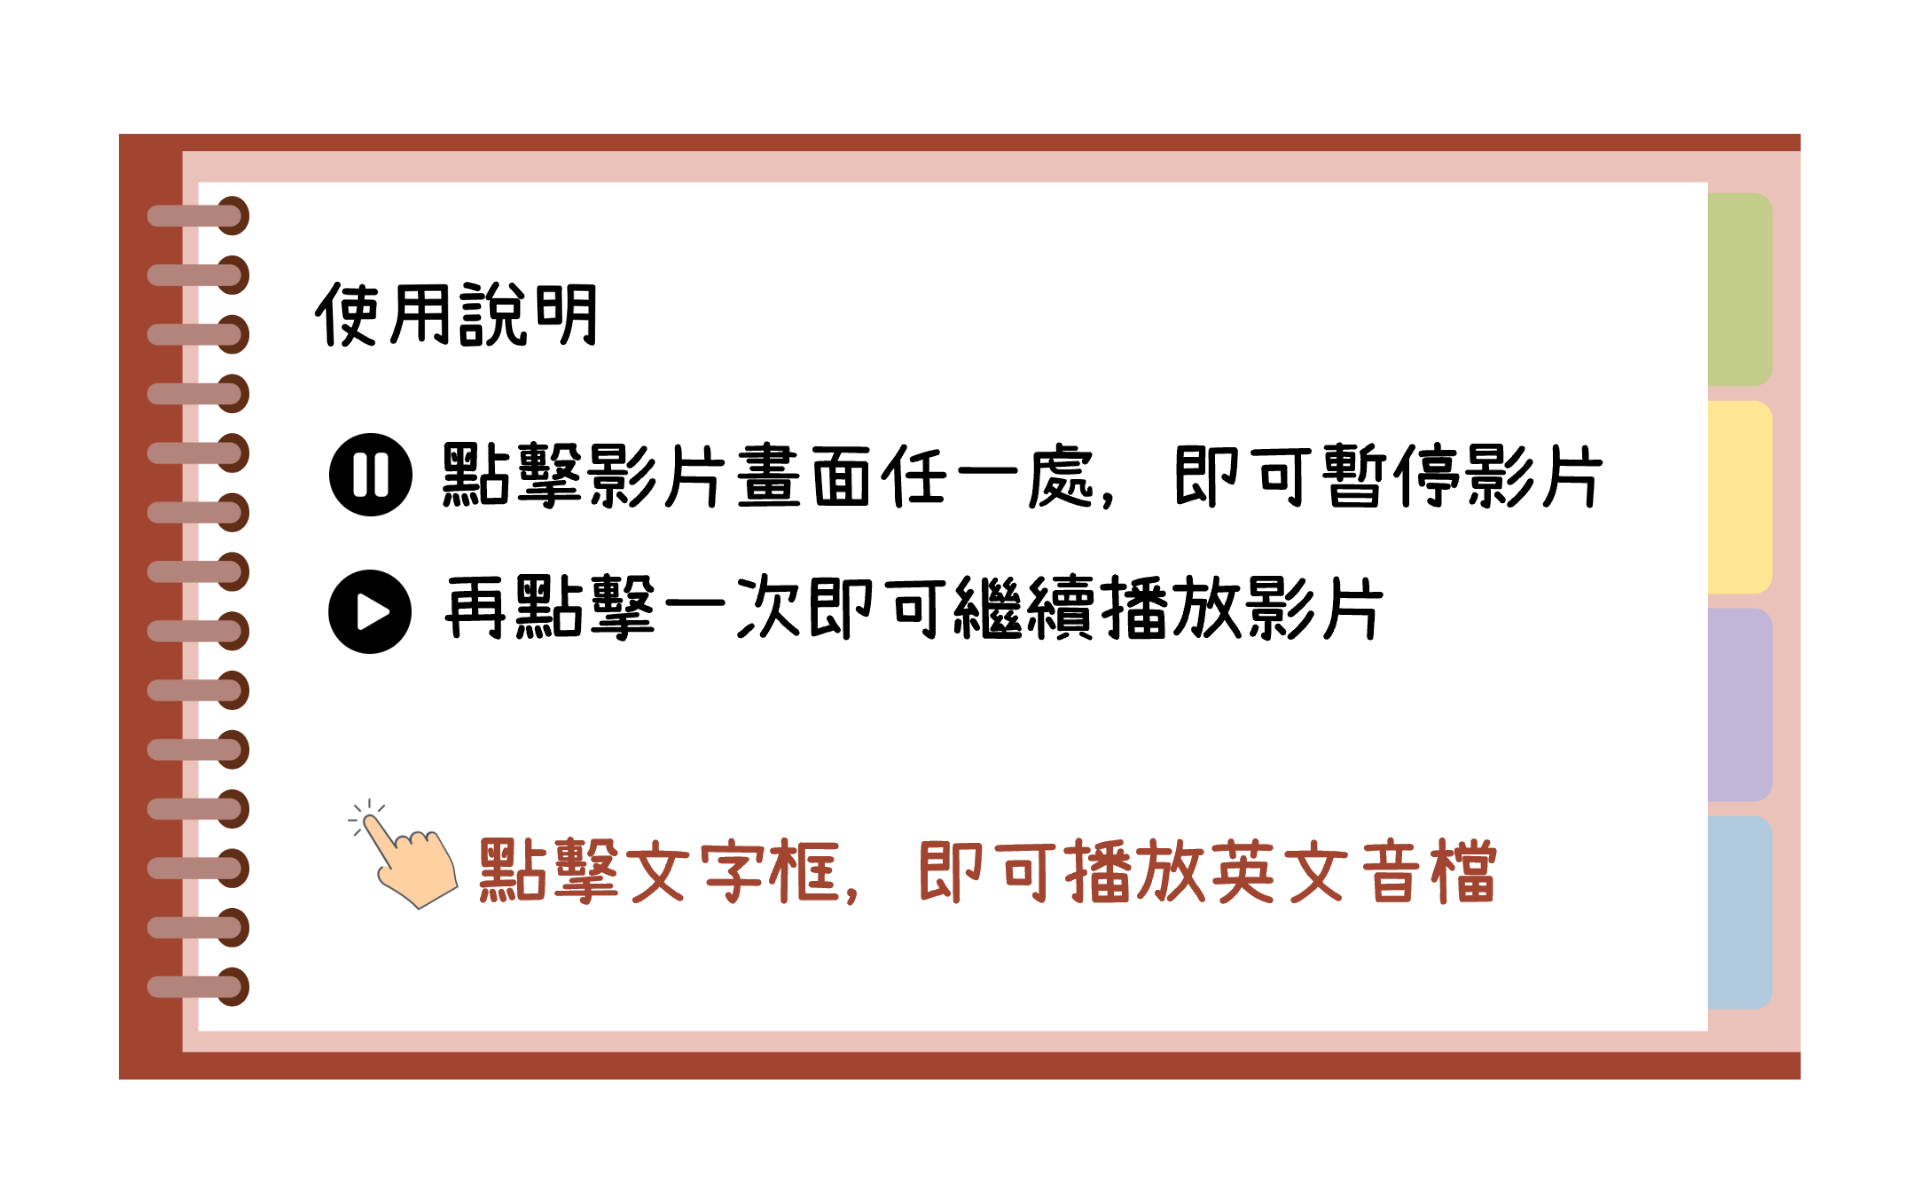 使用說明
點擊影片畫面任一處，即可暫停影片
再點擊一次即可繼續播放影片
點擊文字框，即可播放英文音檔